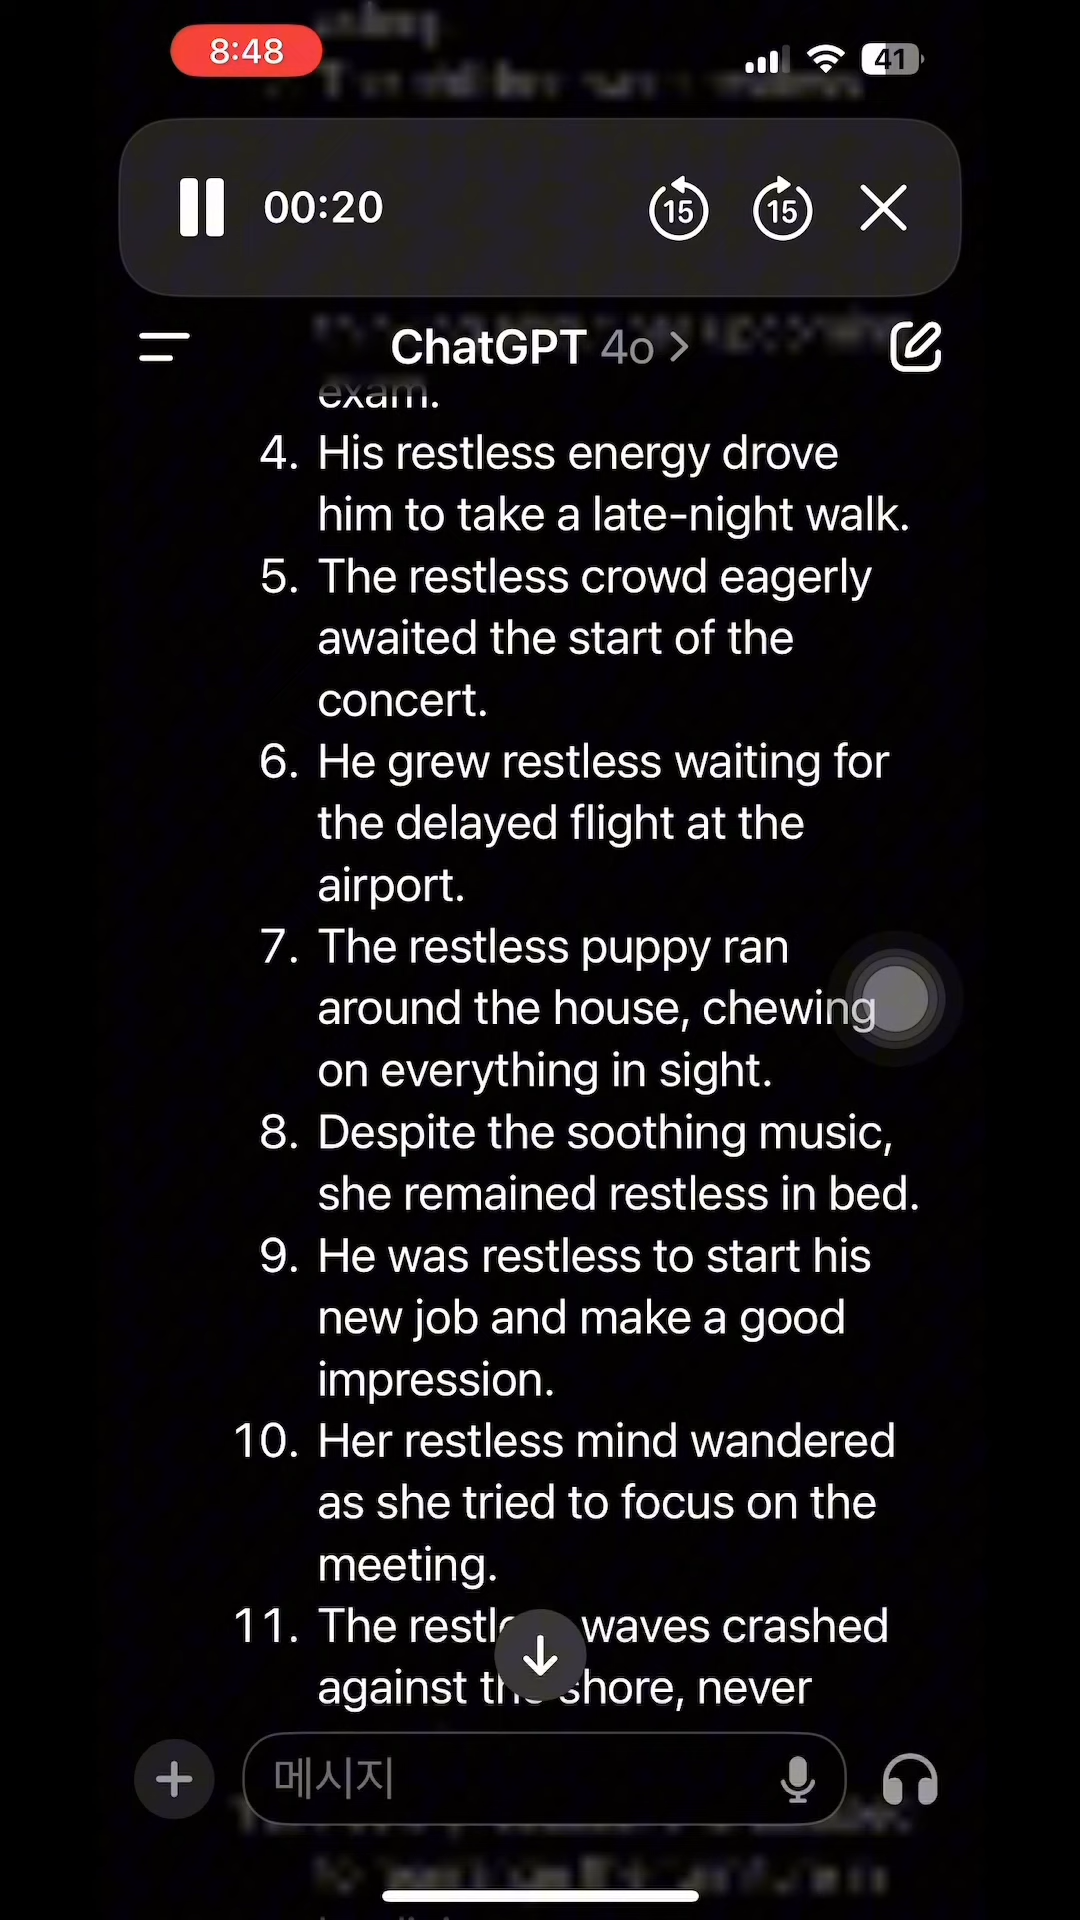 8:48
41
00:20
15
15
ChatGPT 4o >
exam.
4. His restless energy drove
him to take a late-night walk.
5. The restless crowd eagerly
awaited the start of the
concert.
6. He grew restless waiting for
the delayed flight at the
airport.
7. The restless puppy ran
around the house, chewing
on everything in sight.
8. Despite the soothing music,
she remained restless in bed.
9. He was restless to start his
new job and make a good
impression.
10. Her restless mind wandered
as she tried to focus on the
meeting.
11. The restless waves crashed
against the shore, never
메시지